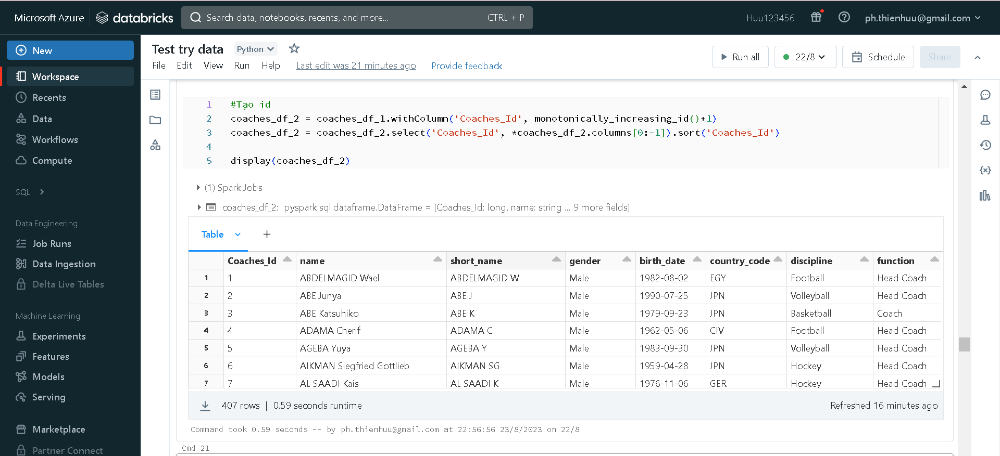 Microsoft Azure databricks Search data, notebooks, recents, and more... CTRL + P Huu123456 ph.thienhuu@gmail.com
New
Workspace
Recents
Data
Workflows
Compute
SQL
Data Engineering
Job Runs
Data Ingestion
Delta Live Tables
Machine Learning
Experiments
Features
Models
Serving
Marketplace
Partner Connect
Test try data Python
File Edit View Run Help Last edit was 21 minutes ago Provide feedback
Run all 22/8 Schedule Share
1 #Tạo id
2 coaches_df_2 = coaches_df_1.withColumn('Coaches_Id', monotonically_increasing_id()+1)
3 coaches_df_2 = coaches_df_2.select('Coaches_Id', *coaches_df_2.columns[0:-1]).sort('Coaches_Id')
4
5 display(coaches_df_2)
(1) Spark Jobs
coaches_df_2: pyspark.sql.dataframe.DataFrame = [Coaches_Id: long, name: string ... 9 more fields]
Table +
Coaches_Id name short_name gender birth_date country_code discipline function
1 1 ABDELMAGID Wael ABDELMAGID W Male 1982-08-02 EGY Football Head Coach
2 2 ABE Junya ABE J Male 1990-07-25 JPN Volleyball Head Coach
3 3 ABE Katsuhiko ABE K Male 1979-09-23 JPN Basketball Coach
4 4 ADAMA Cherif ADAMA C Male 1962-05-06 CIV Football Head Coach
5 5 AGEBA Yuya AGEBA Y Male 1983-09-30 JPN Volleyball Head Coach
6 6 AIKMAN Siegfried Gottlieb AIKMAN SG Male 1959-04-28 JPN Hockey Head Coach
7 7 AL SAADI Kais AL SAADI K Male 1976-11-06 GER Hockey Head Coach
407 rows | 0.59 seconds runtime Refreshed 16 minutes ago
Command took 0.59 seconds -- by ph.thienhuu@gmail.com at 22:56:56 23/8/2023 on 22/8
Cmd 21